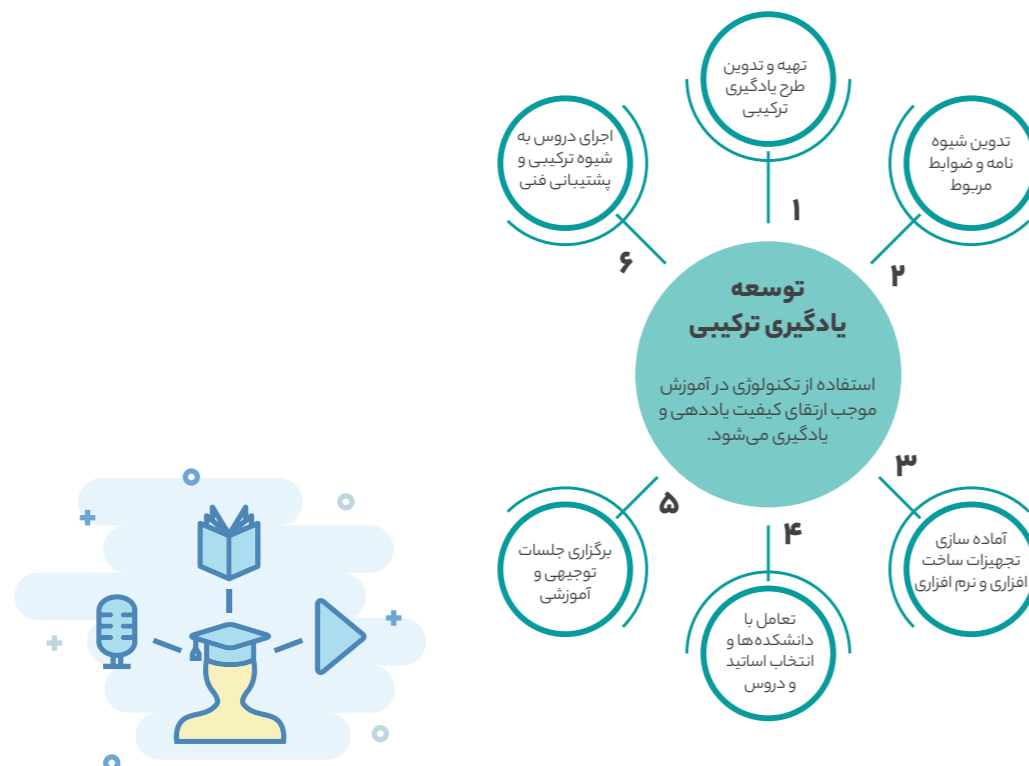 توسعه
یادگیری ترکیبی
استفاده از تکنولوژی در آموزش
موجب ارتقای کیفیت یاددهی و
یادگیری می‌شود.
۱
تهیه و تدوین
طرح یادگیری
ترکیبی
۲
تدوین شیوه
نامه و ضوابط
مربوط
۳
آماده سازی
تجهیزات ساخت
افزاری و نرم افزاری
۴
تعامل با
دانشکده‌ها و
انتخاب اساتید
و دروس
۵
برگزاری جلسات
توجیهی و
آموزشی
۶
اجرای دروس به
شیوه ترکیبی و
پشتیبانی فنی